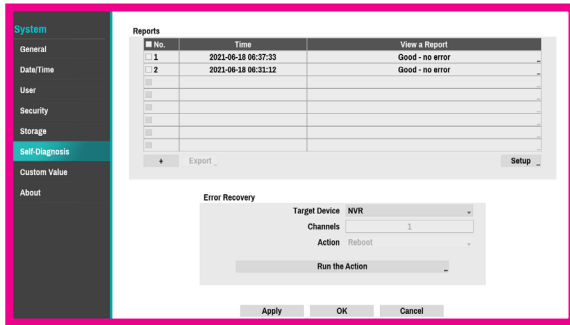 System
General
Date/Time
User
Security
Storage
Self-Diagnosis
Custom Value
About
Reports
No. Time View a Report
1 2021-06-18 06:37:33 Good - no error
2 2021-06-18 06:31:12 Good - no error
+ Export Setup
Error Recovery
Target Device NVR
Channels 1
Action Reboot
Run the Action
Apply OK Cancel